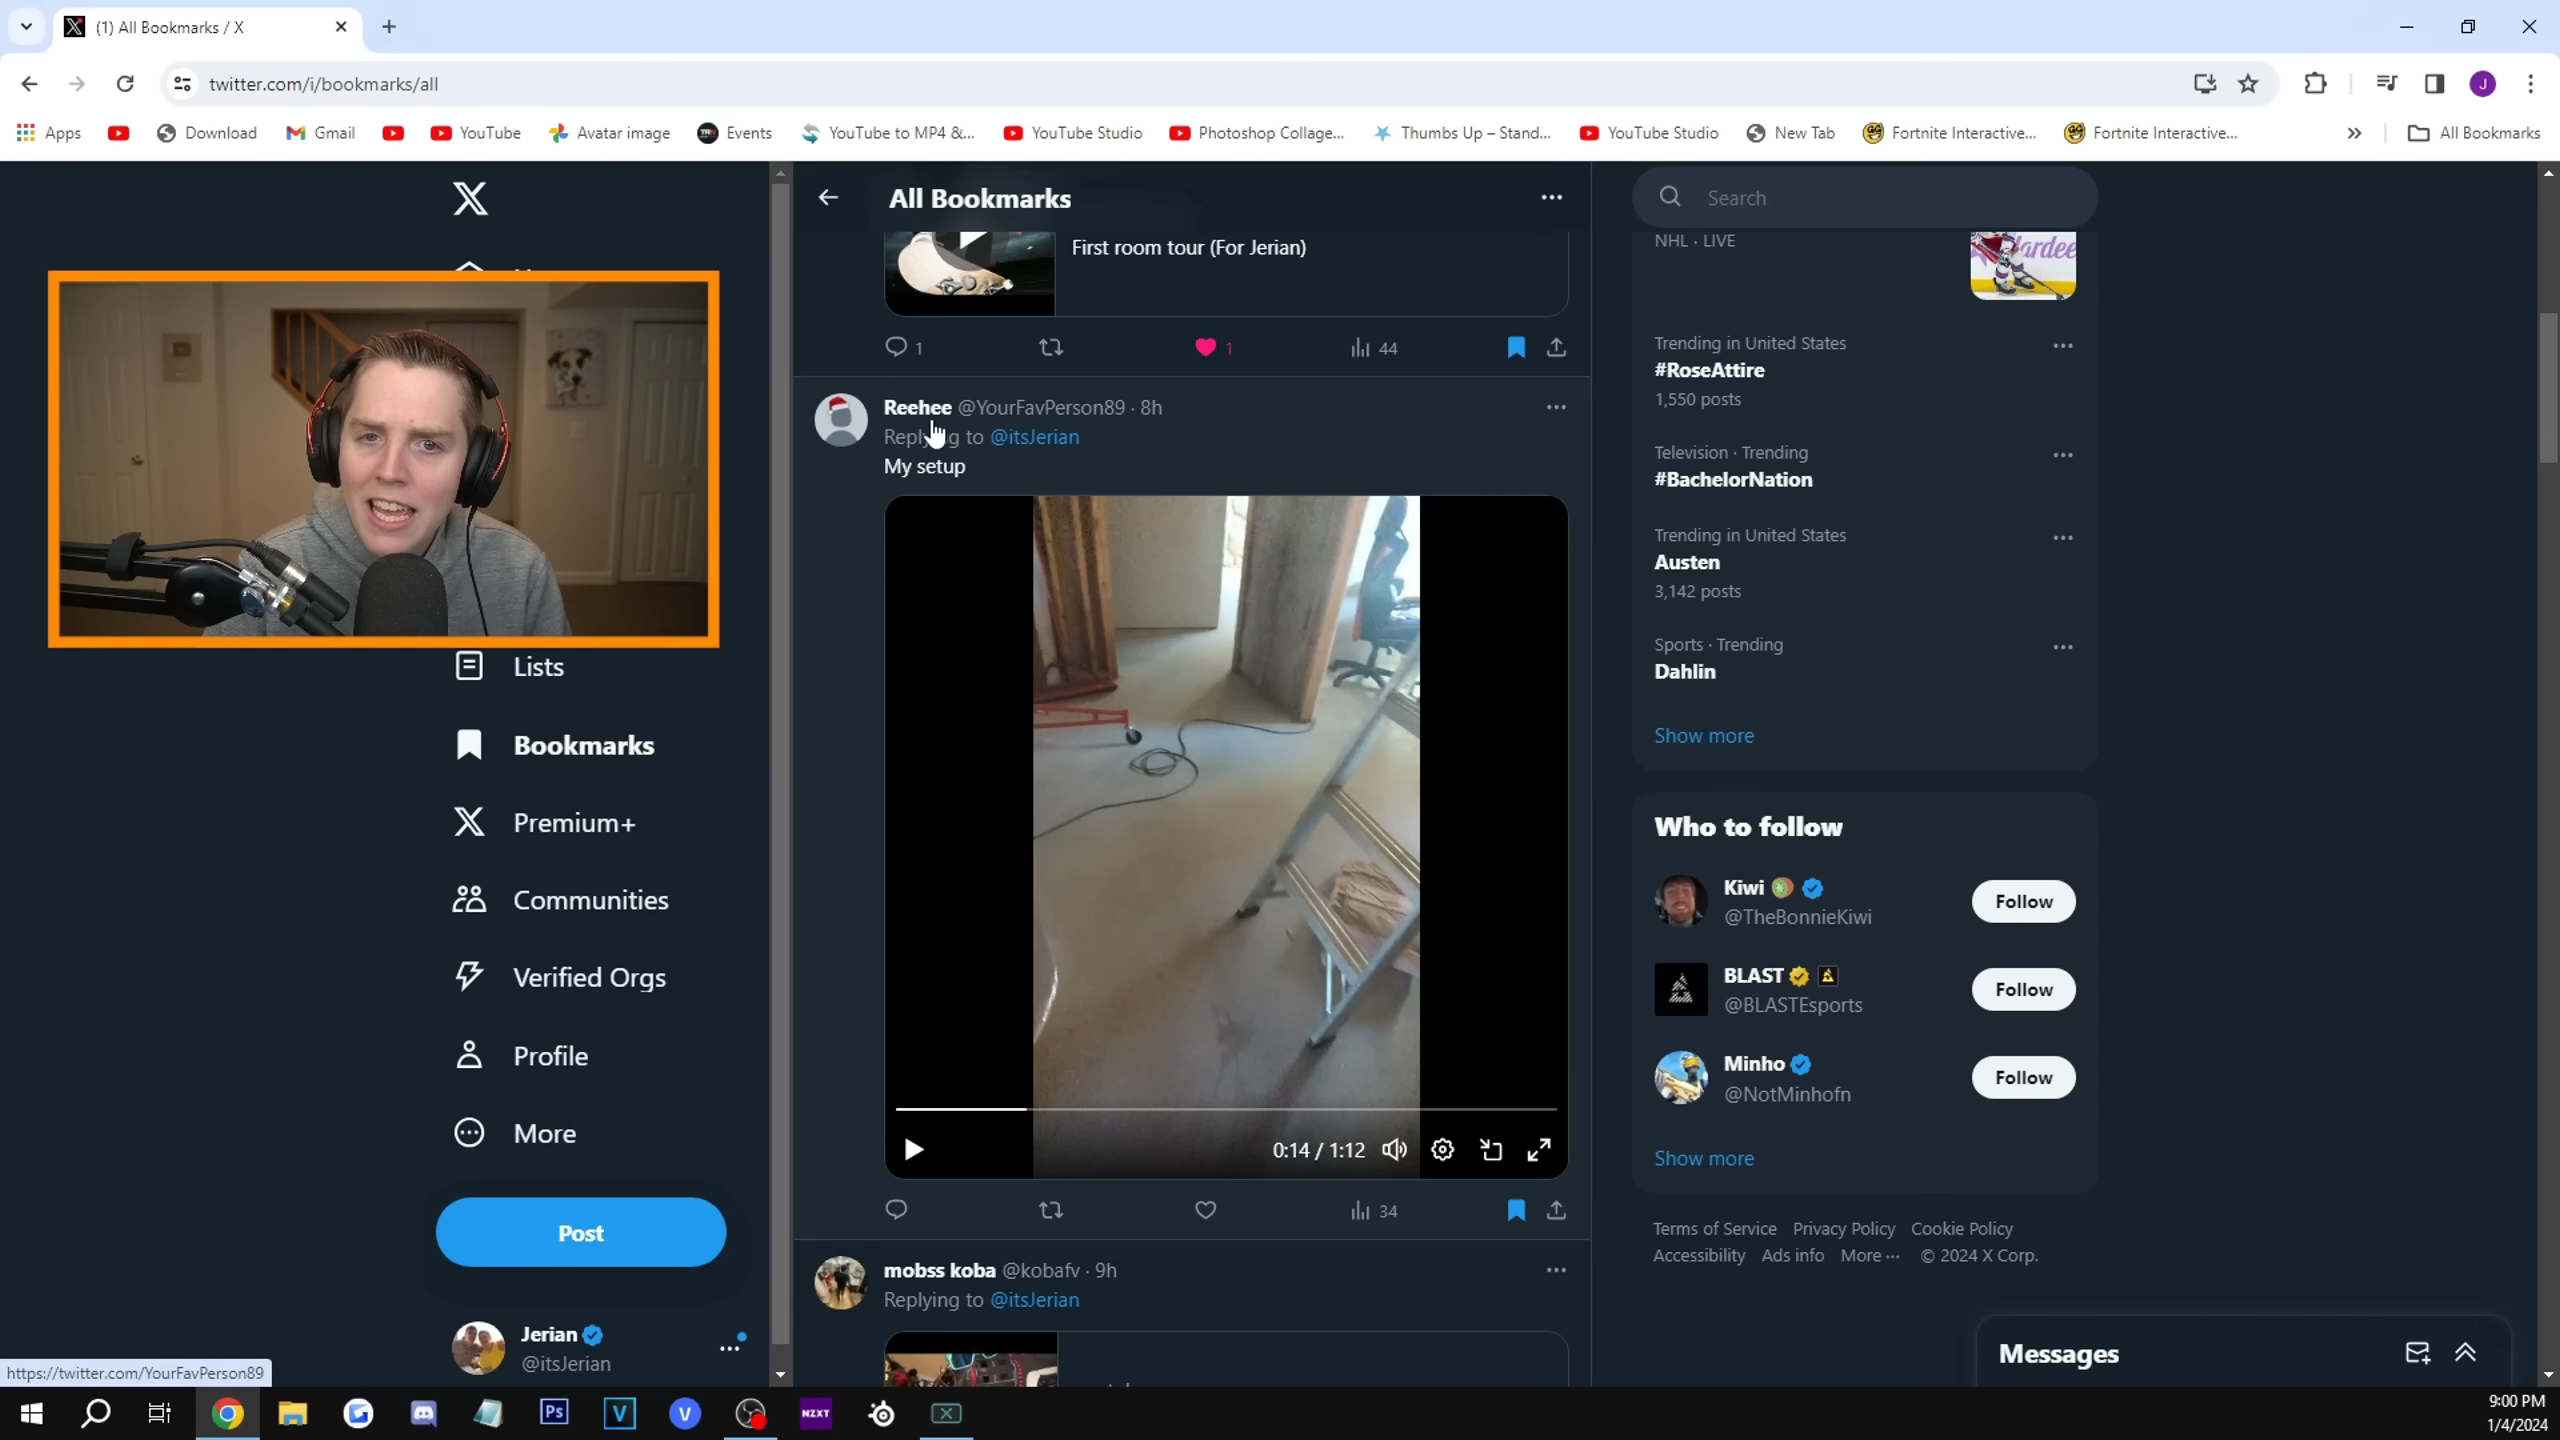 (1) All Bookmarks / X
twitter.com/i/bookmarks/all
J
Apps
Download
Gmail
YouTube
Avatar image
Events
YouTube to MP4 &...
YouTube Studio
Photoshop Collage...
Thumbs Up – Stand...
YouTube Studio
New Tab
Fortnite Interactive...
Fortnite Interactive...
All Bookmarks
Lists
Bookmarks
Premium+
Communities
Verified Orgs
Profile
More
Post
Jerian
@itsJerian
https://twitter.com/YourFavPerson89
All Bookmarks
First room tour (For Jerian)
1
1
44
Reehee @YourFavPerson89 · 8h
Replying to @itsJerian
My setup
0:14 / 1:12
34
mobss koba @kobafv · 9h
Replying to @itsJerian
Search
NHL · LIVE
Trending in United States
#RoseAttire
1,550 posts
Television · Trending
#BachelorNation
Trending in United States
Austen
3,142 posts
Sports · Trending
Dahlin
Show more
Who to follow
Kiwi
@TheBonnieKiwi
Follow
BLAST
@BLASTEsports
Follow
Minho
@NotMinhofn
Follow
Show more
Terms of Service Privacy Policy Cookie Policy
Accessibility Ads info More ··· © 2024 X Corp.
Messages
Ps
V
V
NZXT
9:00 PM
1/4/2024